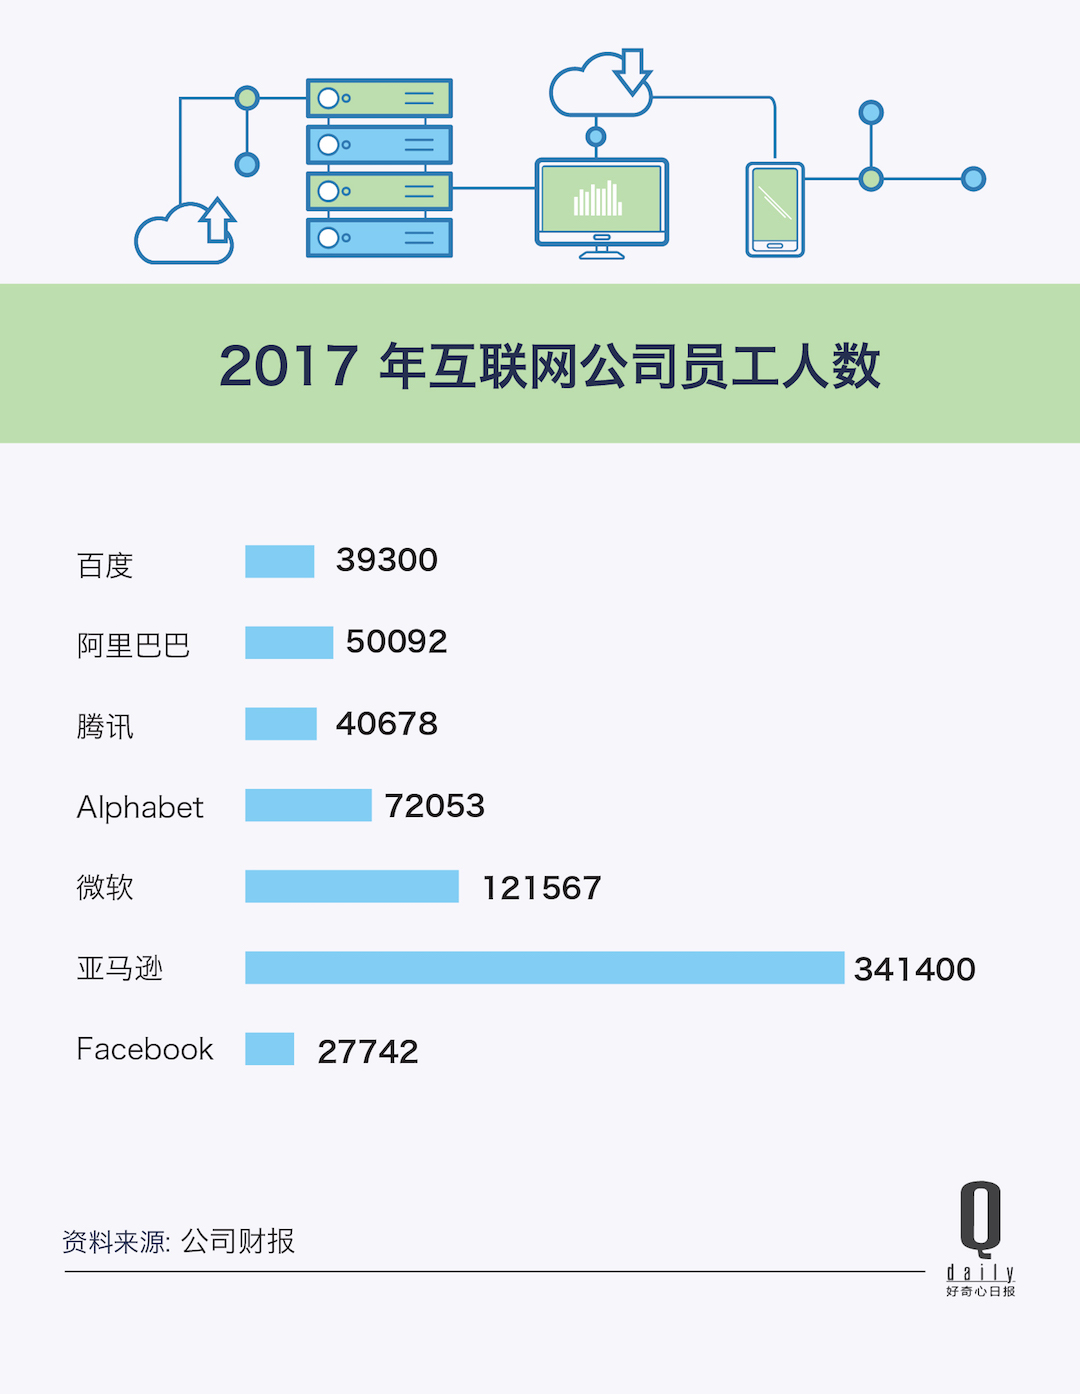 2017 年互联网公司员工人数
百度 39300
阿里巴巴 50092
腾讯 40678
Alphabet 72053
微软 121567
亚马逊 341400
Facebook 27742
资料来源: 公司财报
Q
daily
好奇心日报